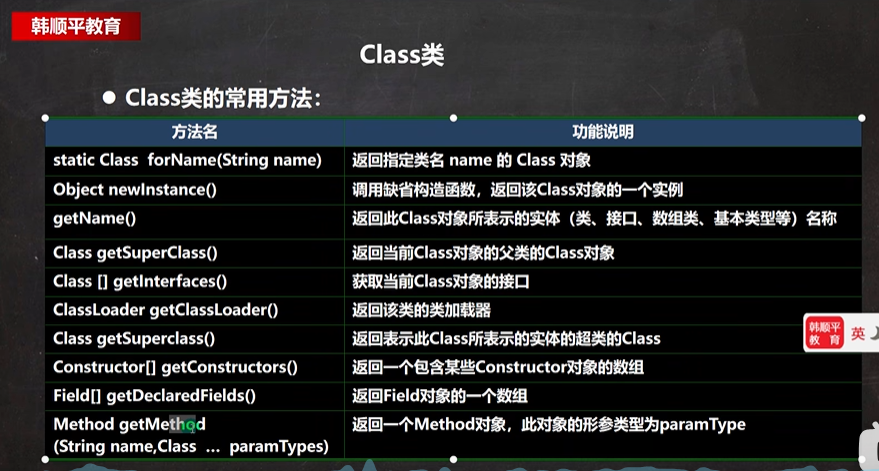 韩顺平教育
Class类
● Class类的常用方法：
方法名 功能说明
static Class forName(String name) 返回指定类名 name 的 Class 对象
Object newInstance() 调用缺省构造函数，返回该Class对象的一个实例
getName() 返回此Class对象所表示的实体（类、接口、数组类、基本类型等）名称
Class getSuperClass() 返回当前Class对象的父类的Class对象
Class [] getInterfaces() 获取当前Class对象的接口
ClassLoader getClassLoader() 返回该类的类加载器
Class getSuperclass() 返回表示此Class所表示的实体的超类的Class
Constructor[] getConstructors() 返回一个包含某些Constructor对象的数组
Field[] getDeclaredFields() 返回Field对象的一个数组
Method getMethod 返回一个Method对象，此对象的形参类型为paramType
(String name,Class … paramTypes)
韩顺平
教 育
英